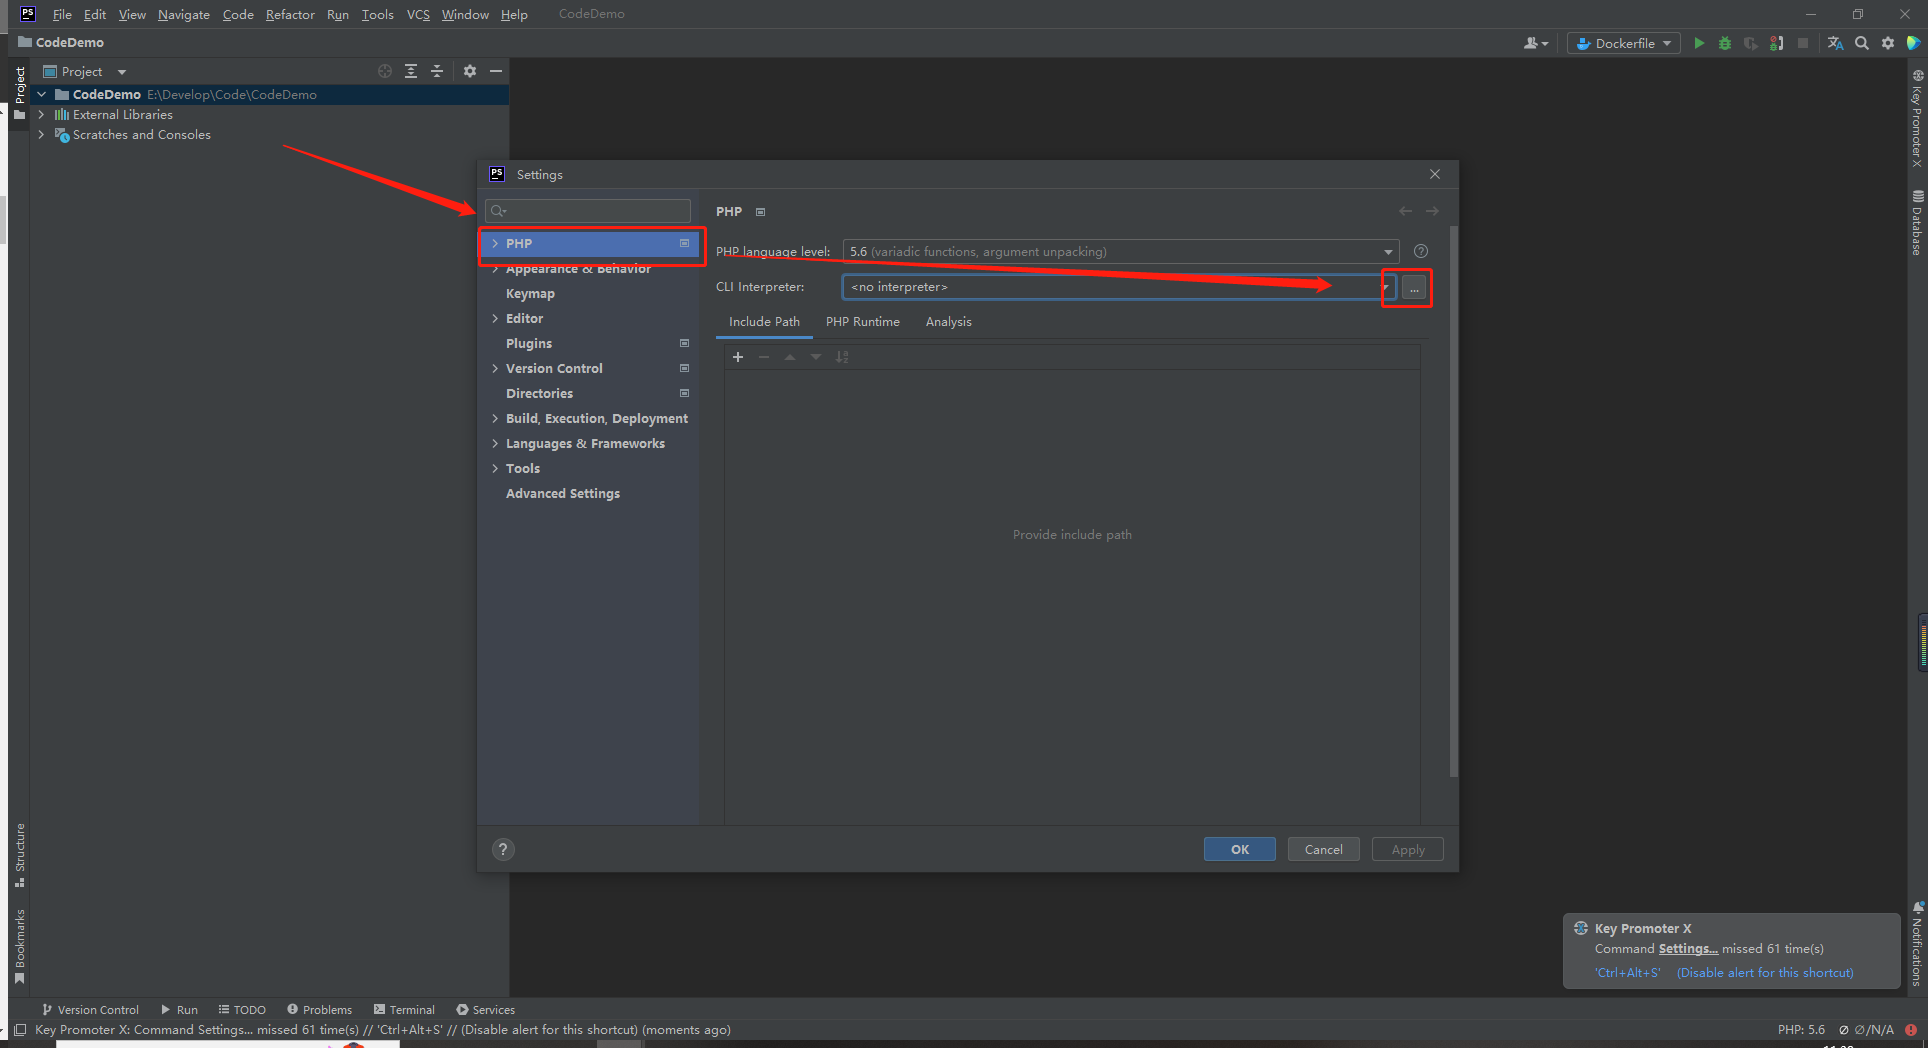 PS File Edit View Navigate Code Refactor Run Tools VCS Window Help CodeDemo
CodeDemo
Dockerfile
Project
CodeDemo E:\Develop\Code\CodeDemo
External Libraries
Scratches and Consoles
Project
Structure
Bookmarks
PS Settings
PHP
Appearance & Behavior
Keymap
Editor
Plugins
Version Control
Directories
Build, Execution, Deployment
Languages & Frameworks
Tools
Advanced Settings
PHP
PHP language level: 5.6 (variadic functions, argument unpacking)
CLI Interpreter: <no interpreter> ...
Include Path PHP Runtime Analysis
Provide include path
? OK Cancel Apply
Key Promoter X
Database
Notifications
Key Promoter X
Command Settings... missed 61 time(s)
'Ctrl+Alt+S' (Disable alert for this shortcut)
Version Control Run TODO Problems Terminal Services
Key Promoter X: Command Settings... missed 61 time(s) // 'Ctrl+Alt+S' // (Disable alert for this shortcut) (moments ago)
PHP: 5.6 Ø/N/A